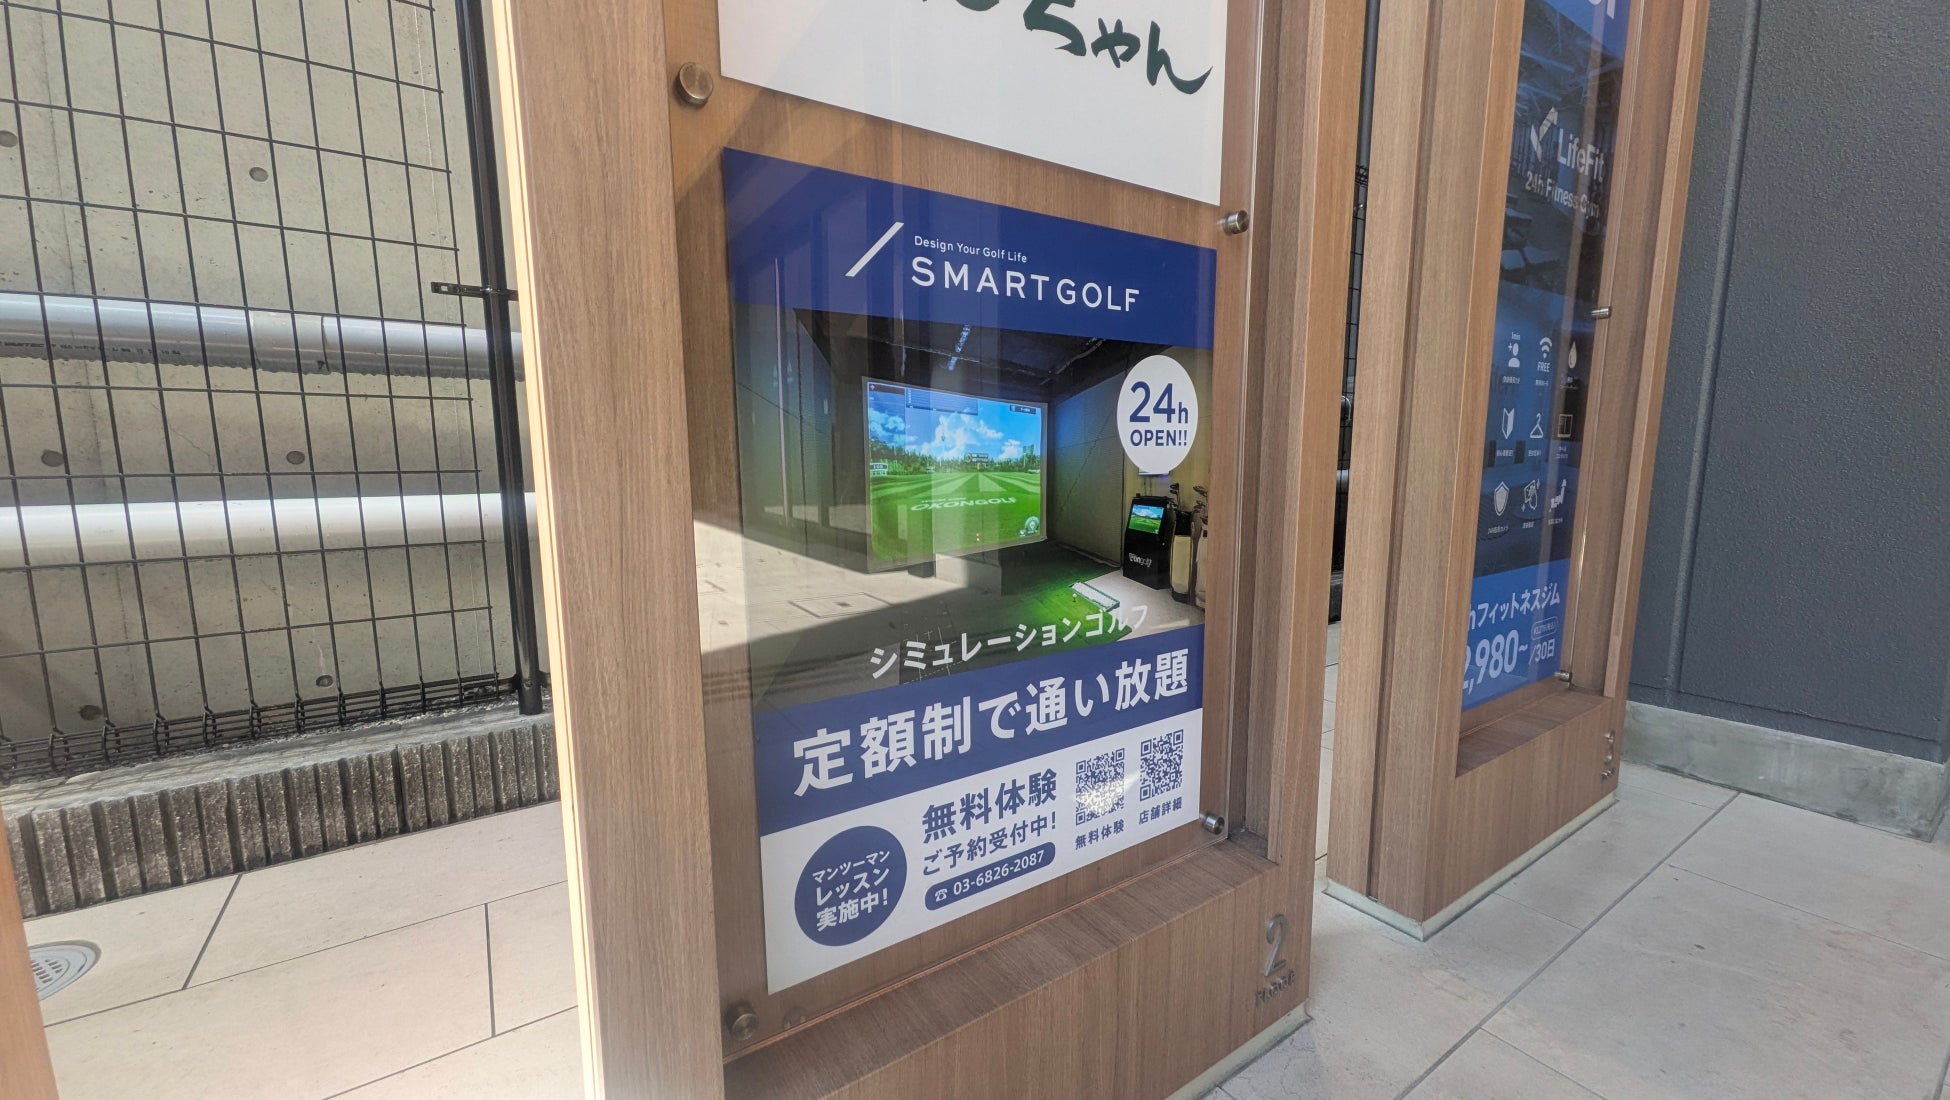 ちゃん
Design Your Golf Life
SMARTGOLF
24h
OPEN!!
OKONGOLF
シミュレーションゴルフ
定額制で通い放題
マンツーマン
レッスン
実施中!
無料体験
ご予約受付中!
☎ 03-6826-2087
無料体験
店舗詳細
2
LifeFit
24h Fitness Gym
FREE
hフィットネスジム
2,980~/30日